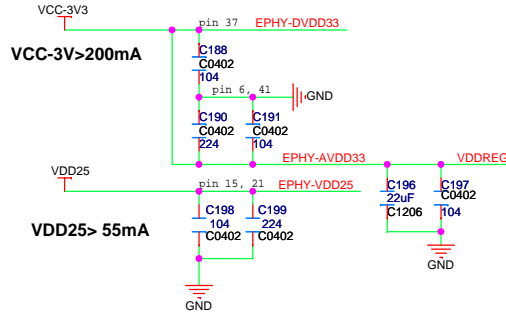 VCC-3V3
pin 37 EPHY-DVDD33
VCC-3V>200mA
C188
C0402
104
pin 6, 41
GND
C190 C191
C0402 C0402
224 104
EPHY-AVDD33 VDDREG
VDD25
pin 15, 21 EPHY-VDD25
C196 C197
22uF C0402
C1206 104
C198 C199
104 224
C0402 C0402
VDD25> 55mA
GND
GND